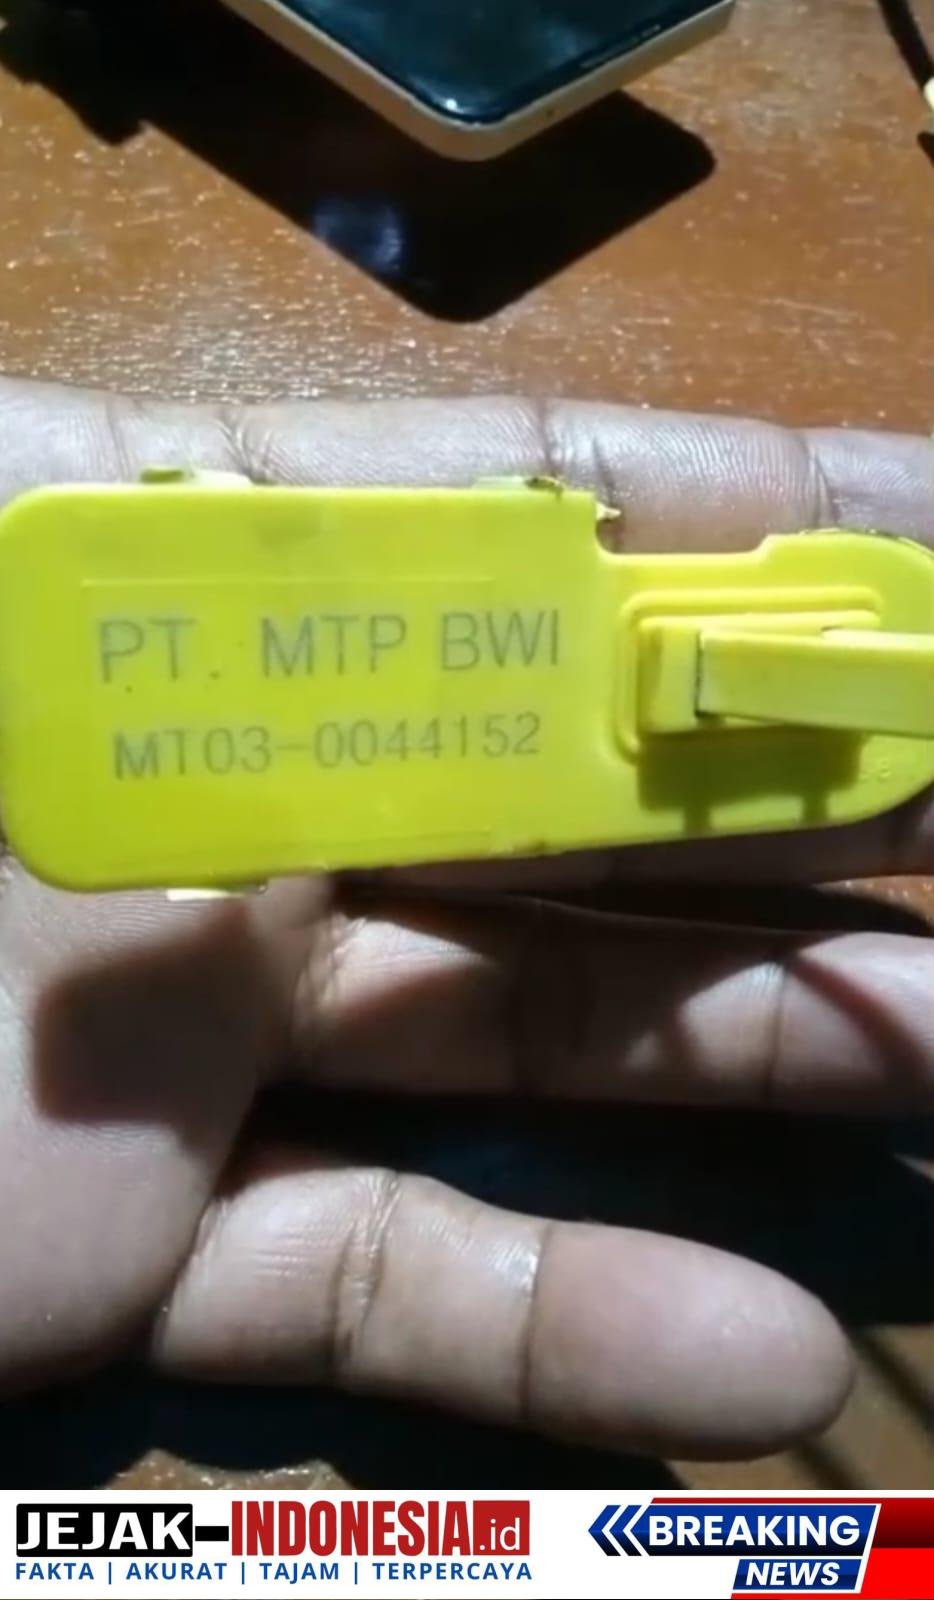 PT. MTP BWI
MT03-0044152
JEJAK-INDONESIA.id
FAKTA | AKURAT | TAJAM | TERPERCAYA
BREAKING
NEWS